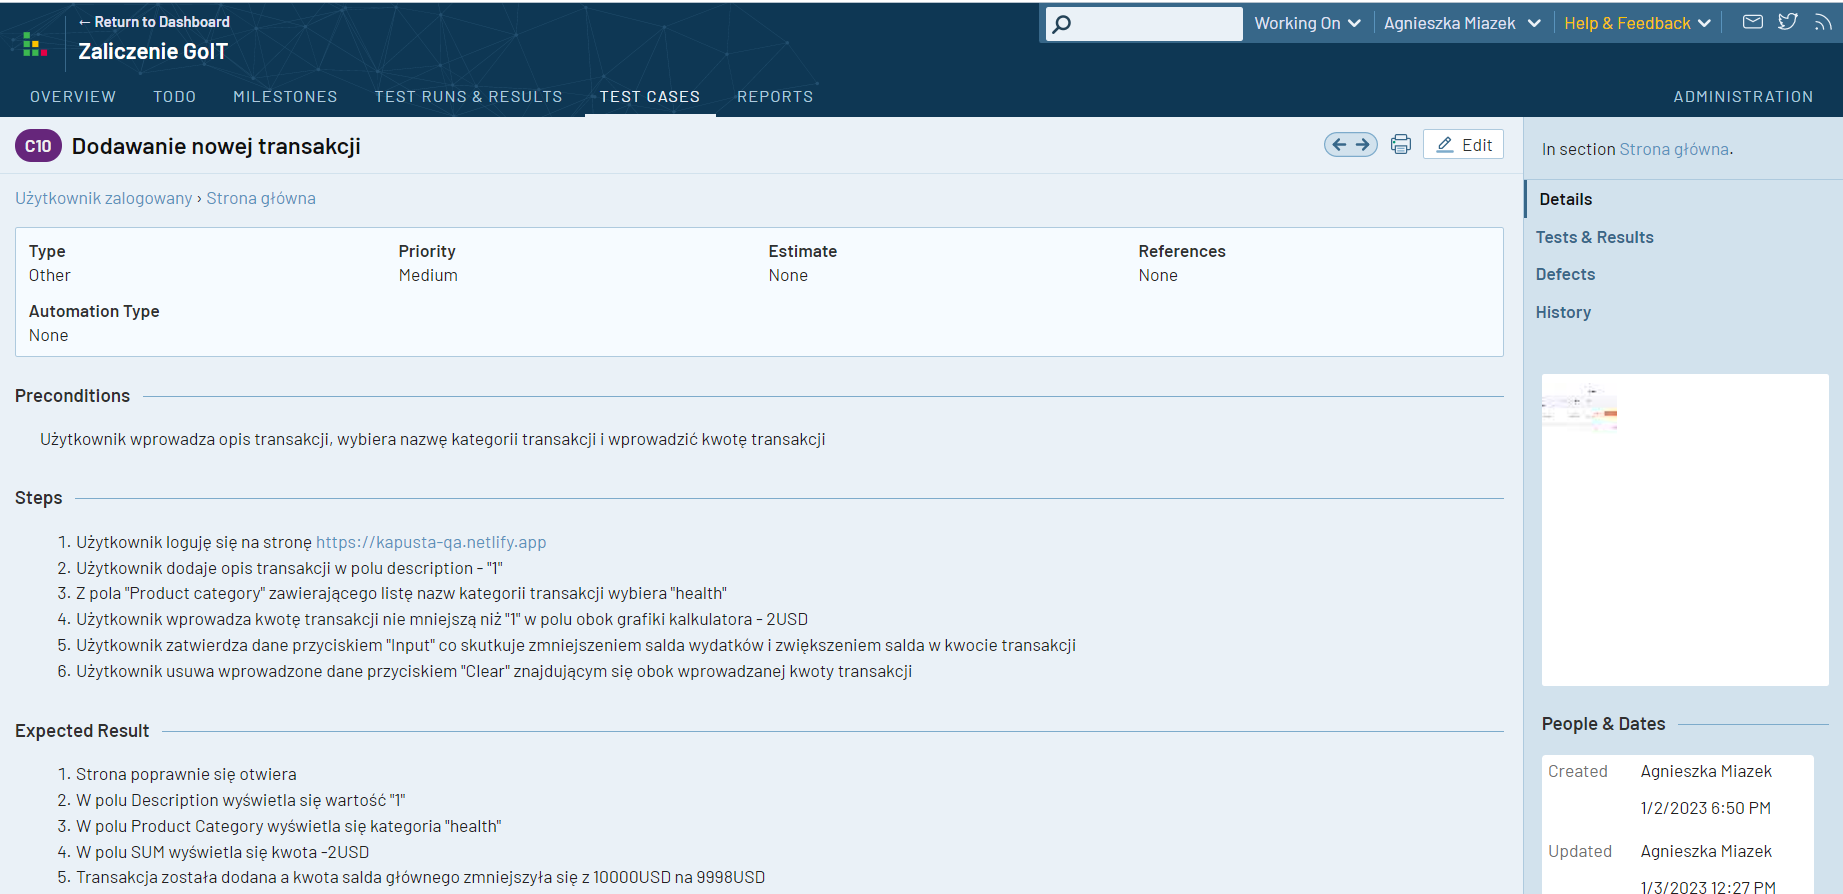 ← Return to Dashboard
Zaliczenie GoIT
Working On
Agnieszka Miazek
Help & Feedback
OVERVIEW
TODO
MILESTONES
TEST RUNS & RESULTS
TEST CASES
REPORTS
ADMINISTRATION
C10 Dodawanie nowej transakcji
Edit
Użytkownik zalogowany › Strona główna
Type
Other
Priority
Medium
Estimate
None
References
None
Automation Type
None
Preconditions
Użytkownik wprowadza opis transakcji, wybiera nazwę kategorii transakcji i wprowadzić kwotę transakcji
Steps
1. Użytkownik loguję się na stronę https://kapusta-qa.netlify.app
2. Użytkownik dodaje opis transakcji w polu description - "1"
3. Z pola "Product category" zawierającego listę nazw kategorii transakcji wybiera "health"
4. Użytkownik wprowadza kwotę transakcji nie mniejszą niż "1" w polu obok grafiki kalkulatora - 2USD
5. Użytkownik zatwierdza dane przyciskiem "Input" co skutkuje zmniejszeniem salda wydatków i zwiększeniem salda w kwocie transakcji
6. Użytkownik usuwa wprowadzone dane przyciskiem "Clear" znajdującym się obok wprowadzanej kwoty transakcji
Expected Result
1. Strona poprawnie się otwiera
2. W polu Description wyświetla się wartość "1"
3. W polu Product Category wyświetla się kategoria "health"
4. W polu SUM wyświetla się kwota -2USD
5. Transakcja została dodana a kwota salda głównego zmniejszyła się z 10000USD na 9998USD
In section Strona główna.
Details
Tests & Results
Defects
History
People & Dates
Created
Agnieszka Miazek
1/2/2023 6:50 PM
Updated
Agnieszka Miazek
1/3/2023 12:27 PM